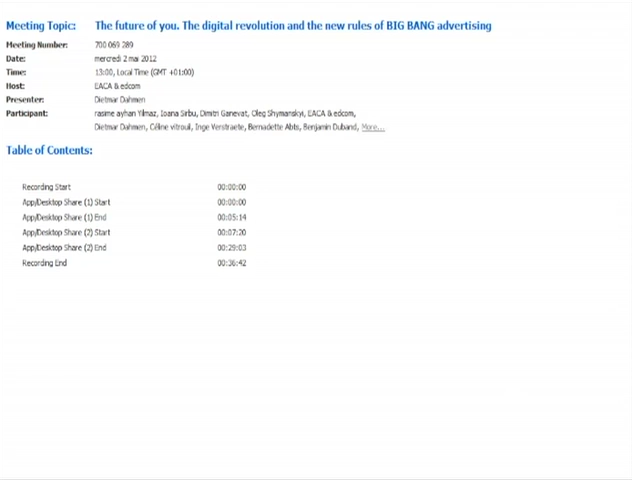 Meeting Topic: The future of you. The digital revolution and the new rules of BIG BANG advertising
Meeting Number: 700 069 289
Date: mercredi 2 mai 2012
Time: 13:00, Local Time (GMT +01:00)
Host: EACA & edcom
Presenter: Dietmar Dahmen
Participant: rasime ayhan Yilmaz, Ioana Sirbu, Dimitri Ganevat, Oleg Shymanskyi, EACA & edcom,
Dietmar Dahmen, Céline vitroul, Inge Verstraete, Bernadette Abts, Benjamin Duband, More...
Table of Contents:
Recording Start 00:00:00
App/Desktop Share (1) Start 00:00:00
App/Desktop Share (1) End 00:05:14
App/Desktop Share (2) Start 00:07:20
App/Desktop Share (2) End 00:29:03
Recording End 00:36:42